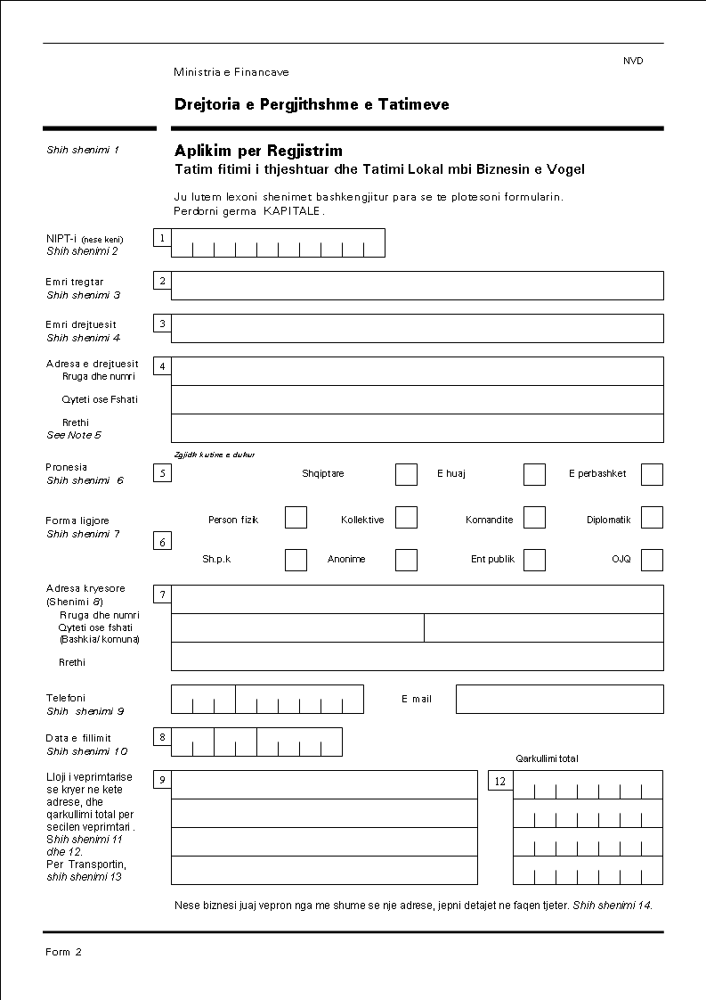 NVD
Ministria e Financave
Drejtoria e Pergjithshme e Tatimeve
Shih shenimi 1
Aplikim per Regjistrim
Tatim fitimi i thjeshtuar dhe Tatimi Lokal mbi Biznesin e Vogel
Ju lutem lexoni shenimet bashkengjitur para se te plotesoni formularin.
Perdorni germa KAPITALE.
NIPT-i (nese keni)
Shih shenimi 2
1
Emri tregtar
Shih shenimi 3
2
Emri drejtuesit
Shih shenimi 4
3
Adresa e drejtuesit
Rruga dhe numri
4
Qyteti ose Fshati
Rrethi
See Note 5
Zgjidh kutine e duhur
Pronesia
Shih shenimi 6
5
Shqiptare
E huaj
E perbashket
Forma ligjore
Shih shenimi 7
6
Person fizik
Kollektive
Komandite
Diplomatik
Sh.p.k
Anonime
Ent publik
OJQ
Adresa kryesore
(Shenimi 8)
7
Rruga dhe numri
Qyteti ose fshati
(Bashkia/komuna)
Rrethi
Telefoni
Shih shenimi 9
E mail
Data e fillimit
Shih shenimi 10
8
Qarkullimi total
Lloji i veprimtarise
se kryer ne kete
adrese, dhe
qarkullimi total per
secilen veprimtari .
Shih shenimi 11
dhe 12.
Per Transportin,
shih shenimi 13
9
12
Nese biznesi juaj vepron nga me shume se nje adrese, jepni detajet ne faqen tjeter. Shih shenimi 14.
Form 2